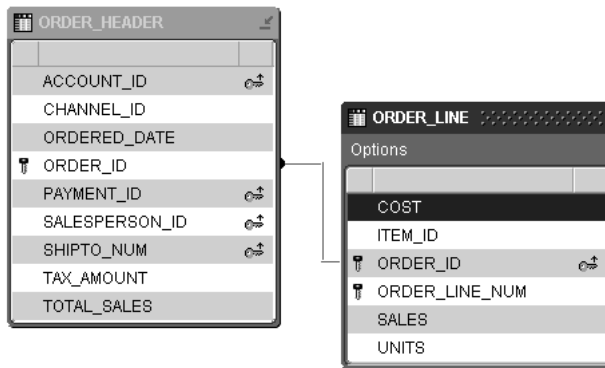 ORDER_HEADER
ACCOUNT_ID
CHANNEL_ID
ORDERED_DATE
ORDER_ID
PAYMENT_ID
SALESPERSON_ID
SHIPTO_NUM
TAX_AMOUNT
TOTAL_SALES
ORDER_LINE
Options
COST
ITEM_ID
ORDER_ID
ORDER_LINE_NUM
SALES
UNITS